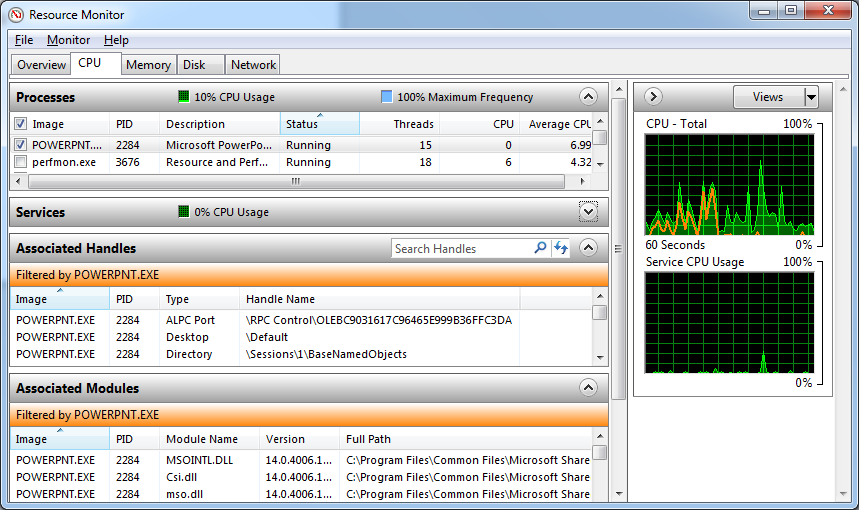 Resource Monitor
File Monitor Help
Overview CPU Memory Disk Network
Processes 10% CPU Usage 100% Maximum Frequency
Image PID Description Status Threads CPU Average CPU
POWERPNT.... 2284 Microsoft PowerPo... Running 15 0 6.99
perfmon.exe 3676 Resource and Perf... Running 18 6 4.32
Services 0% CPU Usage
Associated Handles Search Handles
Filtered by POWERPNT.EXE
Image PID Type Handle Name
POWERPNT.EXE 2284 ALPC Port \RPC Control\OLEBC9031617C96465E999B36FFC3DA
POWERPNT.EXE 2284 Desktop \Default
POWERPNT.EXE 2284 Directory \Sessions\1\BaseNamedObjects
Associated Modules
Filtered by POWERPNT.EXE
Image PID Module Name Version Full Path
POWERPNT.EXE 2284 MSOINTL.DLL 14.0.4006.1... C:\Program Files\Common Files\Microsoft Share
POWERPNT.EXE 2284 Csi.dll 14.0.4006.1... C:\Program Files\Common Files\Microsoft Share
POWERPNT.EXE 2284 mso.dll 14.0.4006.1... C:\Program Files\Common Files\Microsoft Share
Views
CPU - Total 100%
60 Seconds 0%
Service CPU Usage 100%
0%